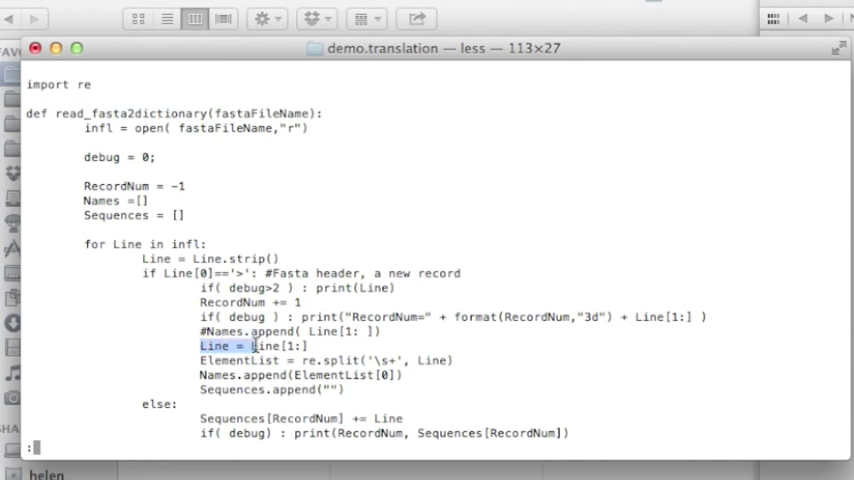 FAV
demo.translation — less — 113×27
import re
def read_fasta2dictionary(fastaFileName):
infl = open( fastaFileName,"r")
debug = 0;
RecordNum = -1
Names =[]
Sequences = []
for Line in infl:
Line = Line.strip()
if Line[0]=='>': #Fasta header, a new record
if( debug>2 ) : print(Line)
RecordNum += 1
if( debug ) : print("RecordNum=" + format(RecordNum,"3d") + Line[1:] )
#Names.append( Line[1: ])
Line = Line[1:]
ElementList = re.split('\s+', Line)
Names.append(ElementList[0])
Sequences.append("")
else:
Sequences[RecordNum] += Line
if( debug) : print(RecordNum, Sequences[RecordNum])
:
SHA
helen